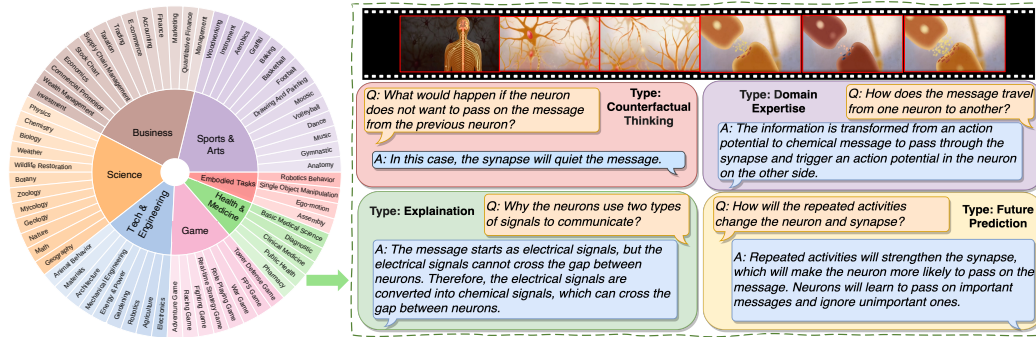 Business
Sports &
Arts
Embodied Tasks
Health &
Medicine
Game
Tech &
Engineering
Science
Management
Woodworking
Instrument
Aerobics
Grafiti
Biking
Basketball
Football
Drawing And Painting
Mooisc
Volleyball
Dance
Music
Gymnastic
Anatomy
Robotics Behavior
Single Object Manipulation
Ego-motion
Assembly
Basic Medical Science
Diagnostic
Clinical Medicine
Public Health
Pharmacy
Tower Defense Game
FPS Game
War Game
Role Playing Game
Real-time Strategy Game
Fighting Game
Racing Game
Adventure Game
Electronics
Agriculture
Robotics
Gardening
Energy & Power
Mechanical Engineering
Architecture
Materials
Animal Behavior
Geography
Math
Nature
Geology
Mycology
Zoology
Botany
Wildlife Restoration
Weather
Biology
Chemistry
Physics
Investment
Wealth Management
Commercial Promotion
Economics
Stock Chart
Supply Chain Management
Taxation
Trading
E-commerce
Accounting
Finance
Marketing
Quantitative Finance
Q: What would happen if the neuron
does not want to pass on the message
from the previous neuron?
Type:
Counterfactual
Thinking
A: In this case, the synapse will quiet the message.
Type: Domain
Expertise
Q: How does the message travel
from one neuron to another?
A: The information is transformed from an action
potential to chemical message to pass through the
synapse and trigger an action potential in the neuron
on the other side.
Type: Explaination
Q: Why the neurons use two types
of signals to communicate?
A: The message starts as electrical signals, but the
electrical signals cannot cross the gap between
neurons. Therefore, the electrical signals are
converted into chemical signals, which can cross the
gap between neurons.
Q: How will the repeated activities
change the neuron and synapse?
Type: Future
Prediction
A: Repeated activities will strengthen the synapse,
which will make the neuron more likely to pass on the
message. Neurons will learn to pass on important
messages and ignore unimportant ones.